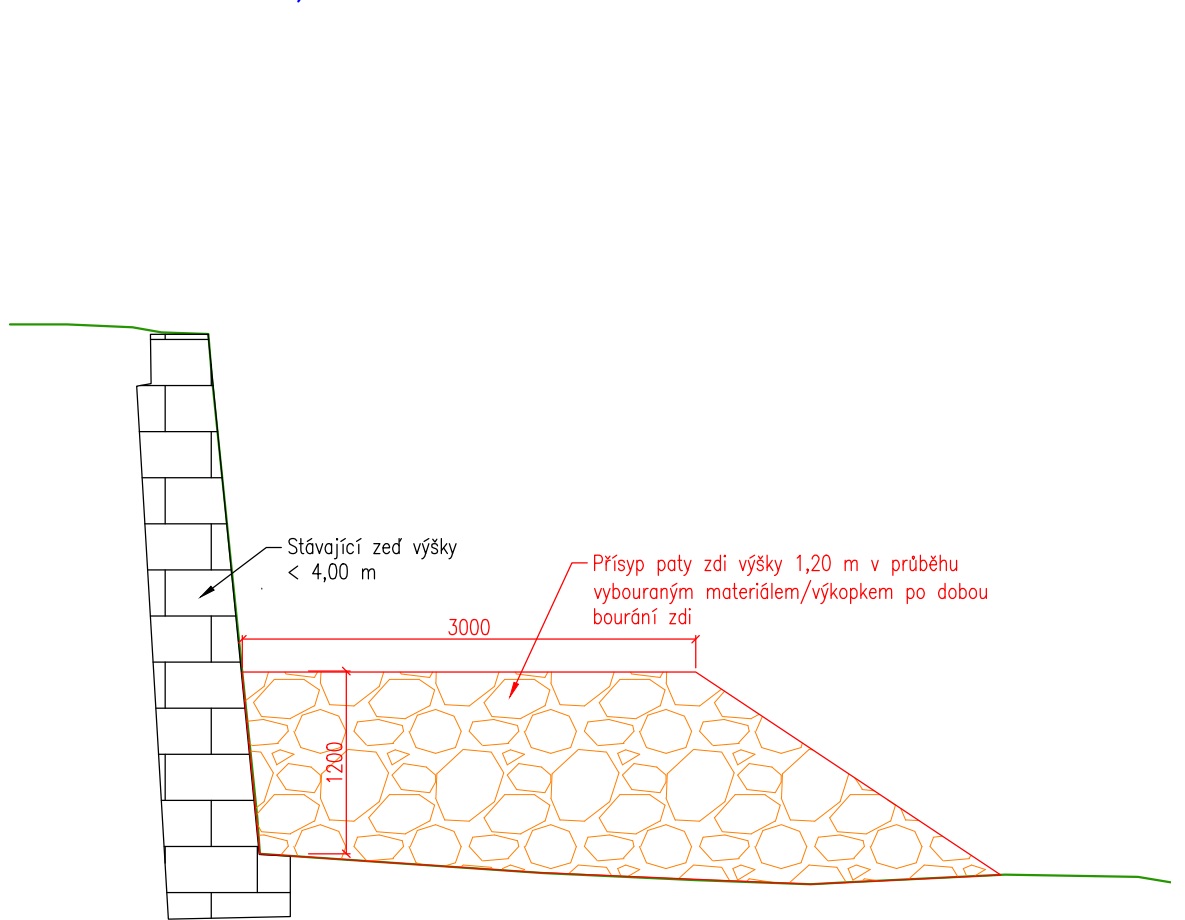 Stávající zeď výšky
< 4,00 m
Přísyp paty zdi výšky 1,20 m v průběhu
vybouraným materiálem/výkopkem po dobou
bourání zdi
3000
1200